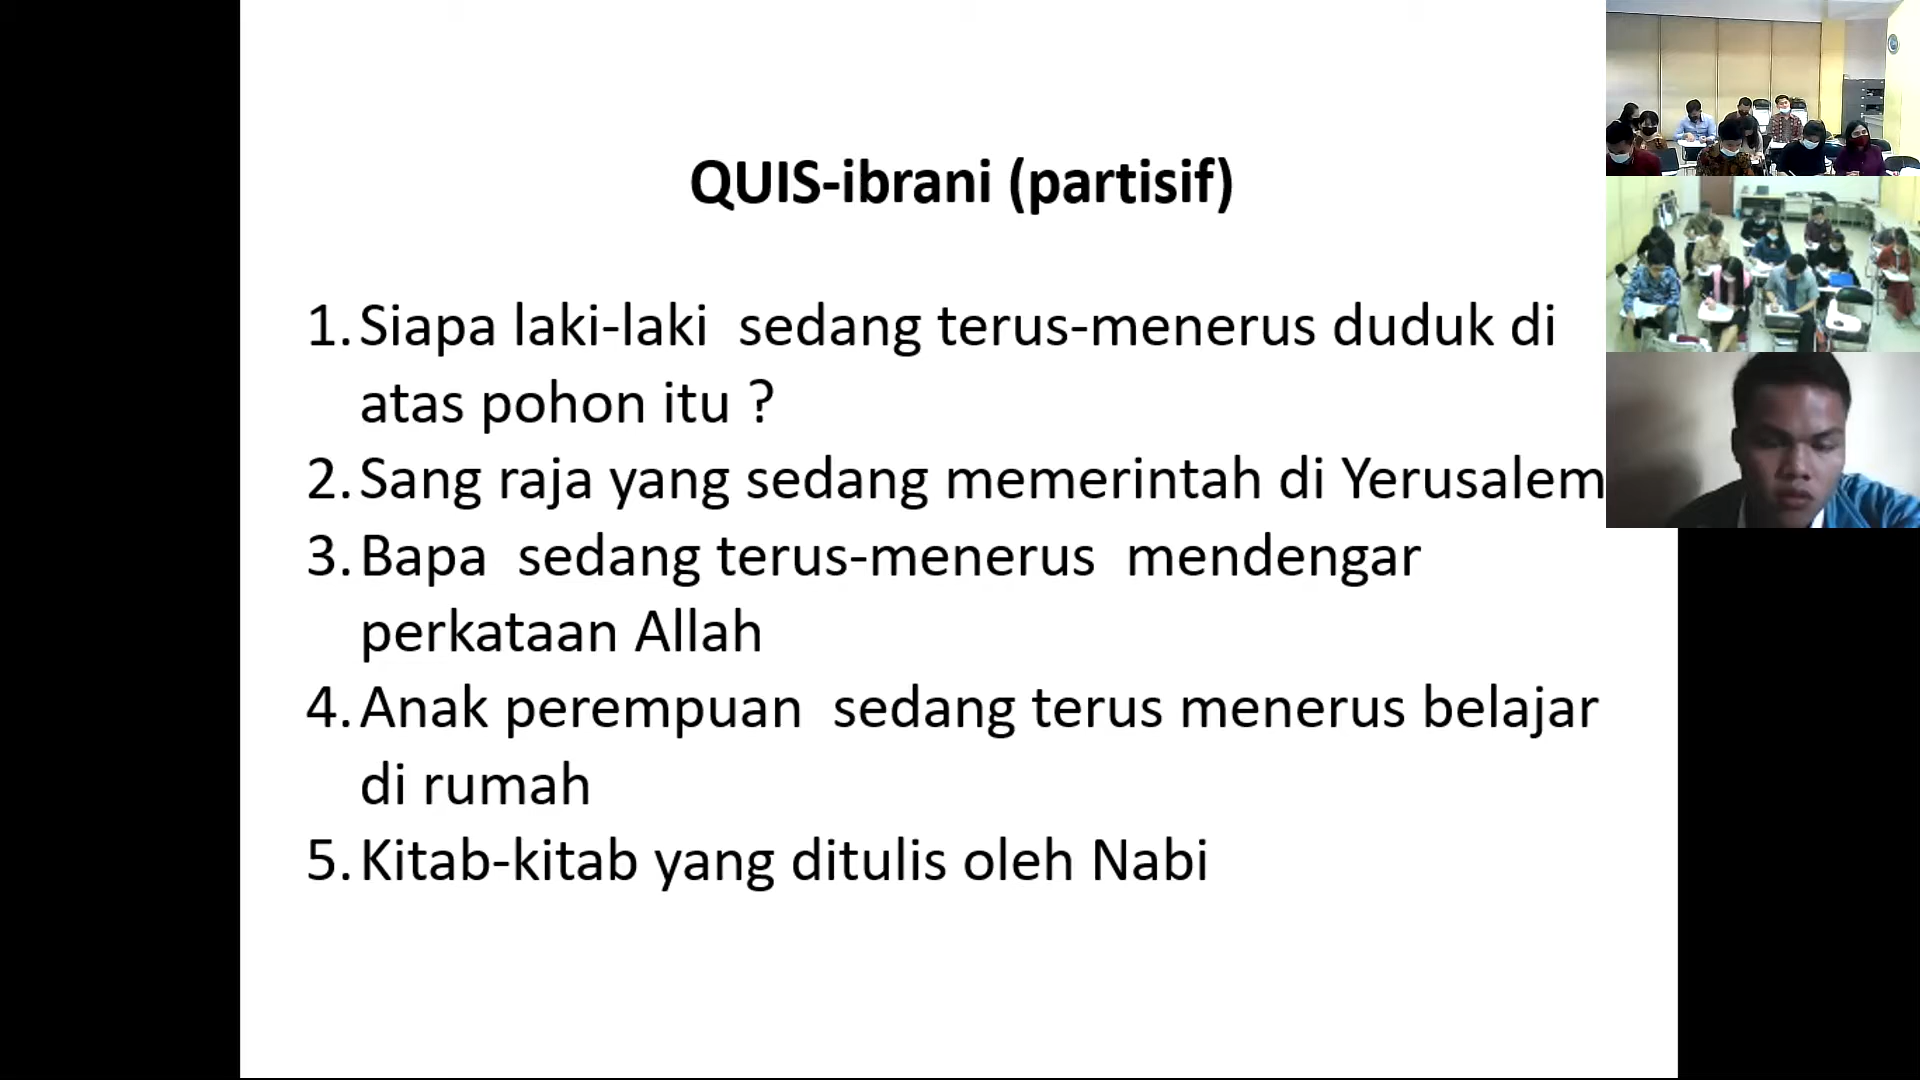 QUIS-ibrani (partisif)
1. Siapa laki-laki sedang terus-menerus duduk di
atas pohon itu ?
2. Sang raja yang sedang memerintah di Yerusalem
3. Bapa sedang terus-menerus mendengar
perkataan Allah
4. Anak perempuan sedang terus menerus belajar
di rumah
5. Kitab-kitab yang ditulis oleh Nabi